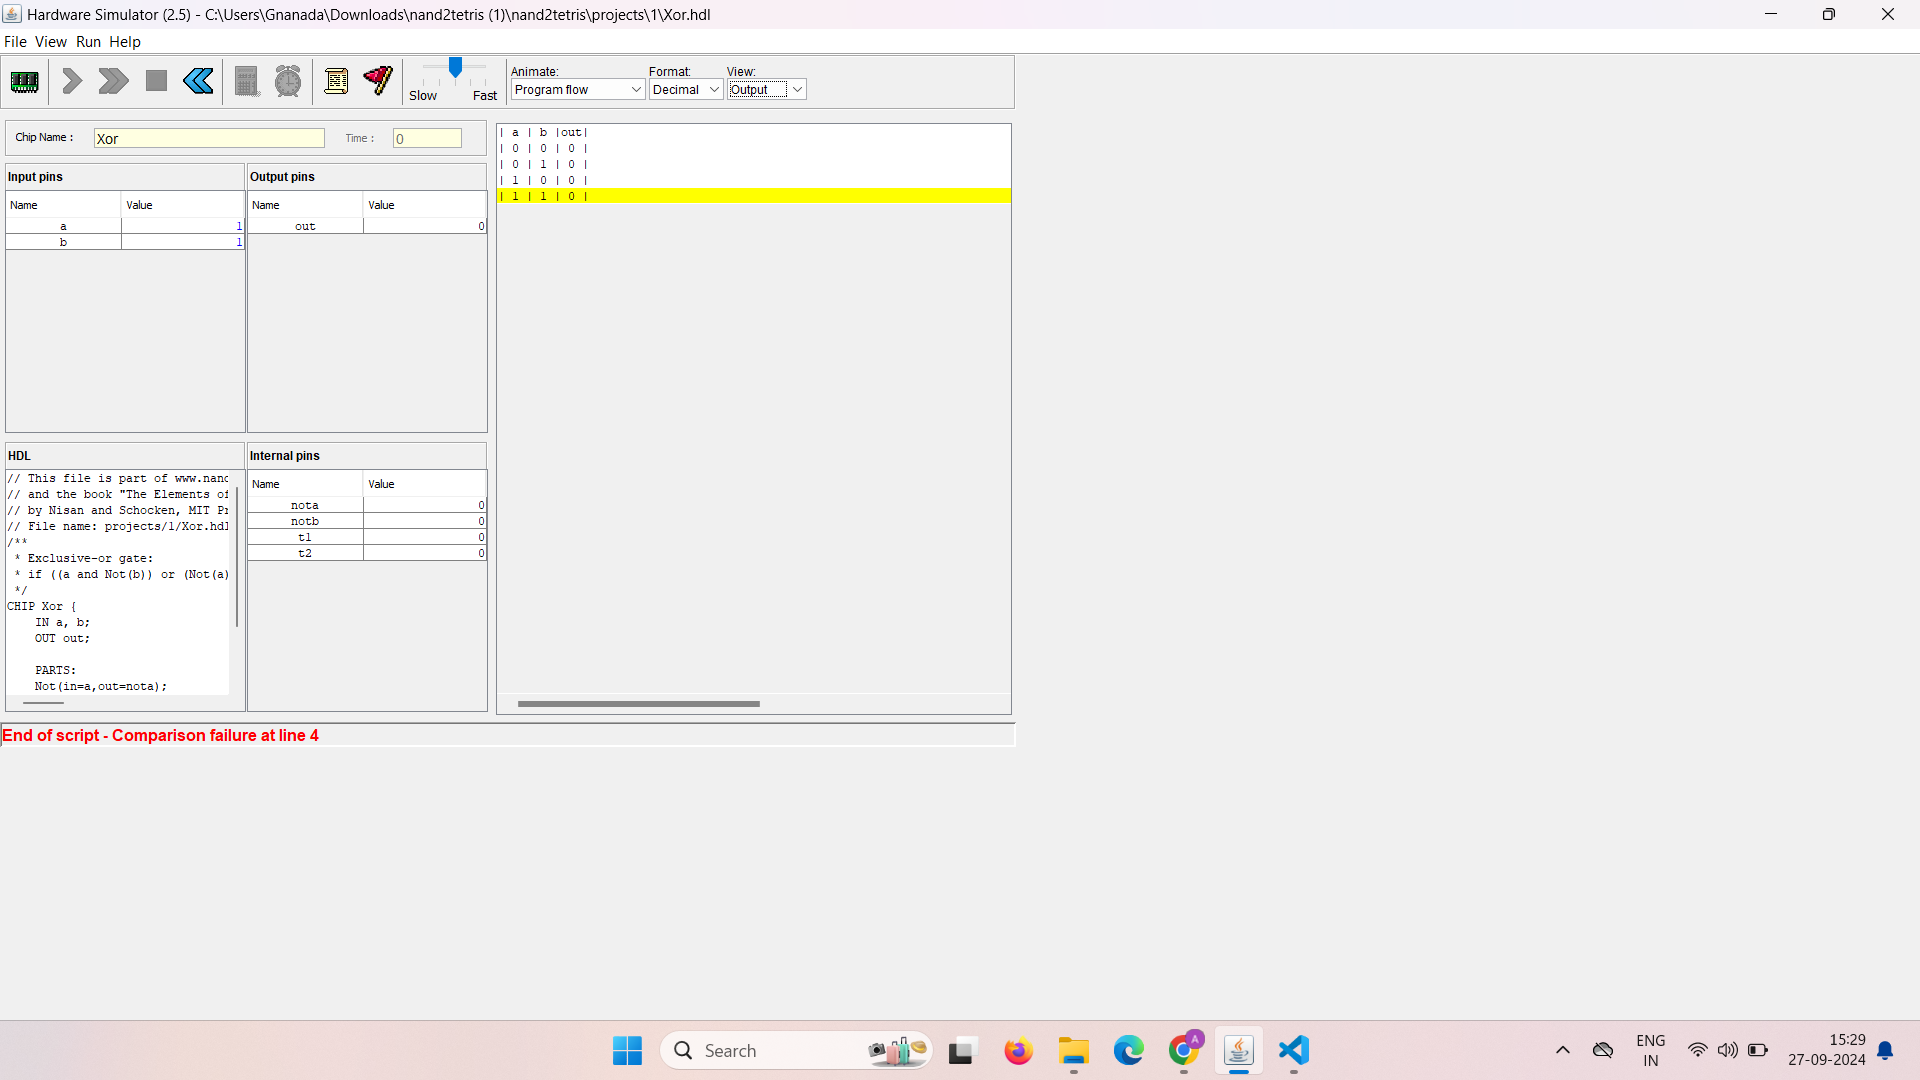 Hardware Simulator (2.5) - C:\Users\Gnanada\Downloads\nand2tetris (1)\nand2tetris\projects\1\Xor.hdl
File View Run Help
Slow Fast
Animate: Format: View:
Program flow Decimal Output
Chip Name : Xor Time : 0
Input pins
Name Value
a 1
b 1
Output pins
Name Value
out 0
| a | b |out|
| 0 | 0 | 0 |
| 0 | 1 | 0 |
| 1 | 0 | 0 |
| 1 | 1 | 0 |
HDL
// This file is part of www.nand
// and the book "The Elements of
// by Nisan and Schocken, MIT Pr
// File name: projects/1/Xor.hdl
/**
* Exclusive-or gate:
* if ((a and Not(b)) or (Not(a)
*/
CHIP Xor {
IN a, b;
OUT out;
PARTS:
Not(in=a,out=nota);
Internal pins
Name Value
nota 0
notb 0
t1 0
t2 0
End of script - Comparison failure at line 4
Search
A
ENG
IN
15:29
27-09-2024